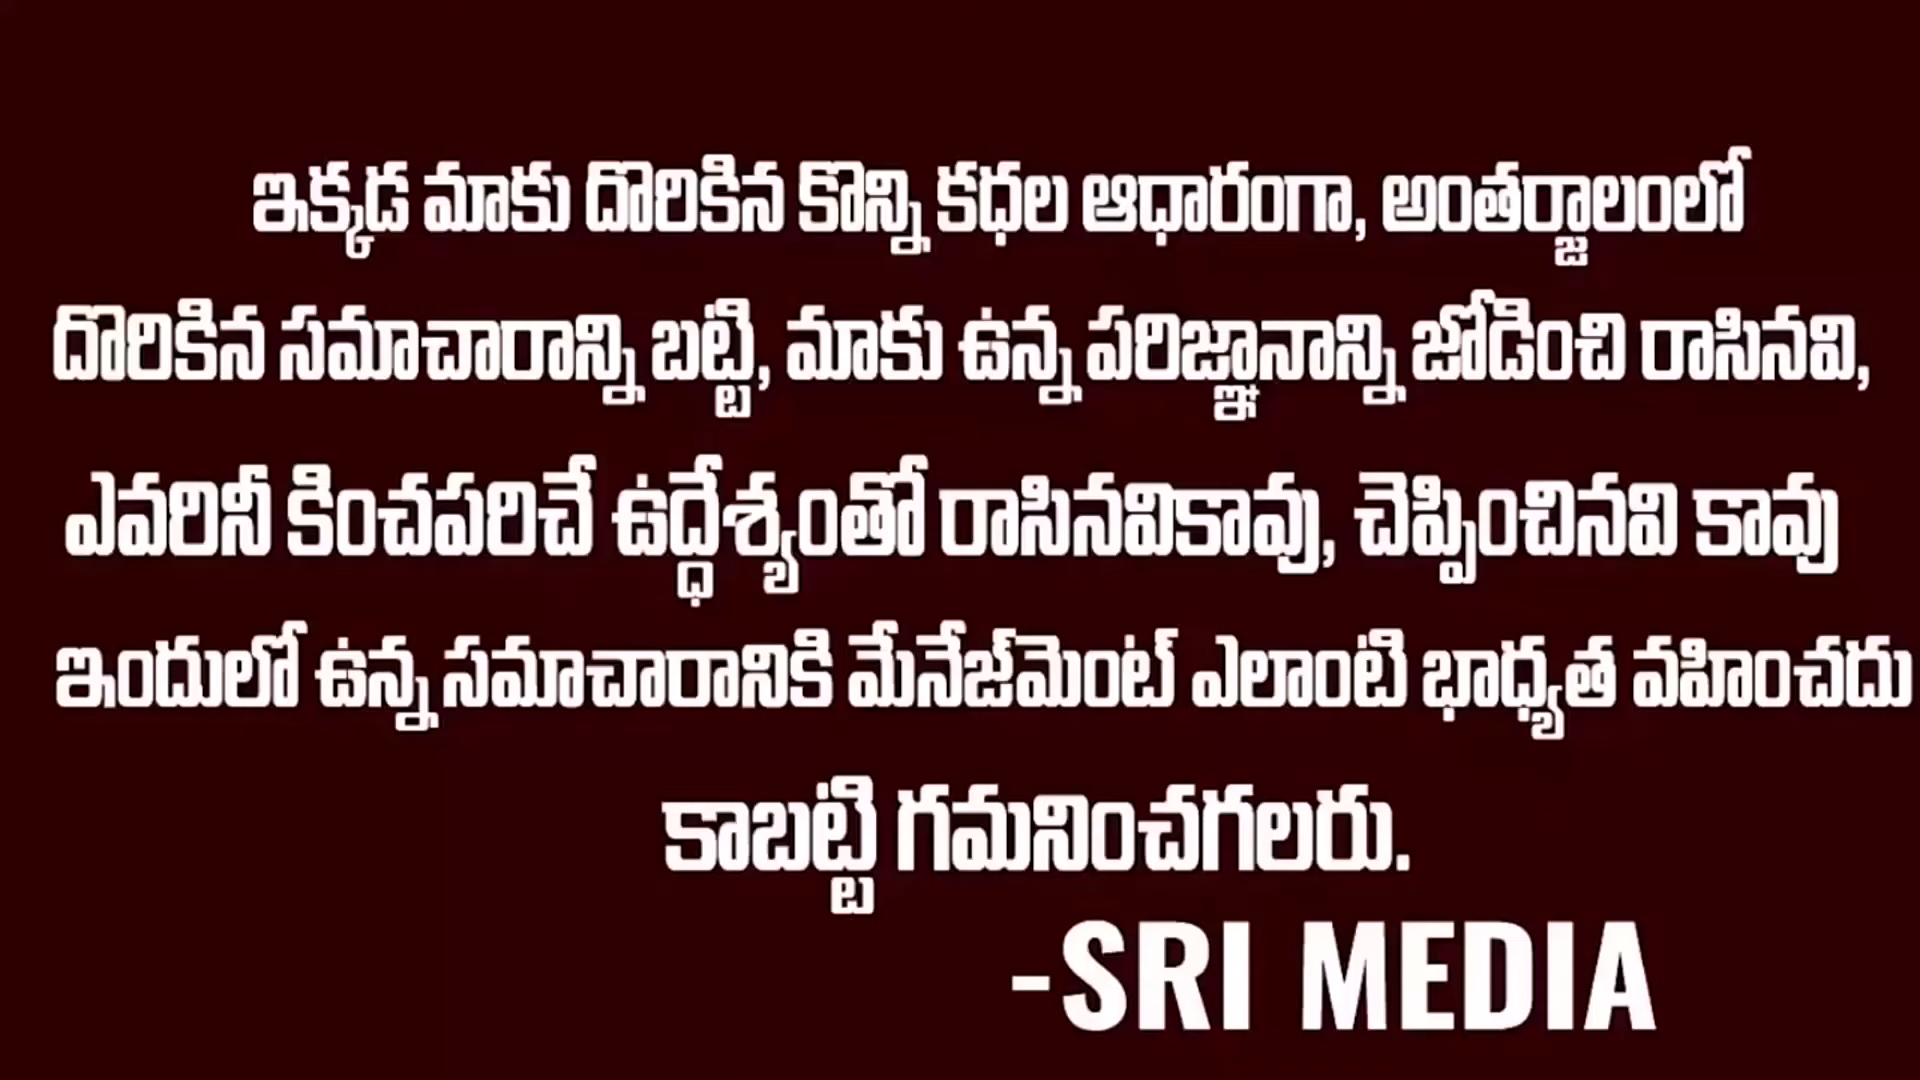 ఇక్కడ మాకు దొరికిన కొన్ని కధల ఆధారంగా, అంతర్జాలంలో
దొరికిన సమాచారాన్ని బట్టి, మాకు ఉన్న పరిజ్ఞానాన్ని జోడించి రాసినవి,
ఎవరినీ కించపరిచే ఉద్ధేశ్యంతో రాసినవికావు, చెప్పించినవి కావు
ఇందులో ఉన్న సమాచారానికి మేనేజ్‌మెంట్ ఎలాంటి భాధ్యత వహించదు
కాబట్టి గమనించగలరు.
-SRI MEDIA